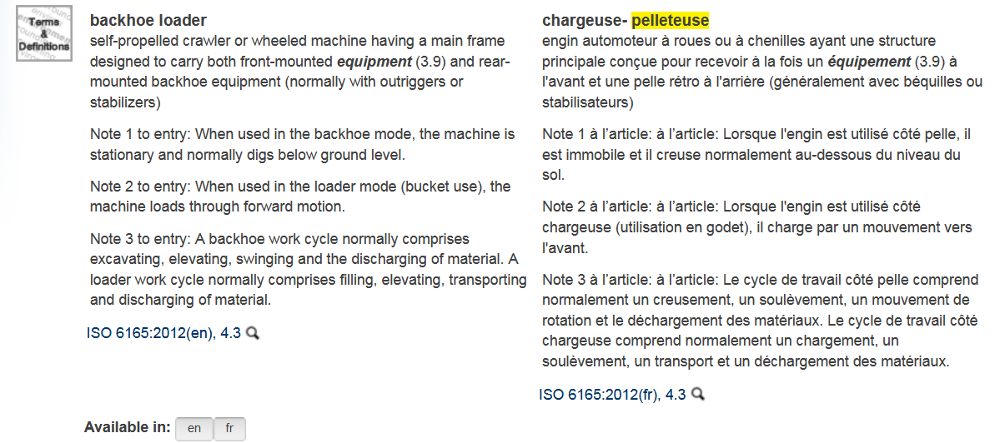 Terms
&
Definitions
backhoe loader
self-propelled crawler or wheeled machine having a main frame
designed to carry both front-mounted equipment (3.9) and rear-
mounted backhoe equipment (normally with outriggers or
stabilizers)
Note 1 to entry: When used in the backhoe mode, the machine is
stationary and normally digs below ground level.
Note 2 to entry: When used in the loader mode (bucket use), the
machine loads through forward motion.
Note 3 to entry: A backhoe work cycle normally comprises
excavating, elevating, swinging and the discharging of material. A
loader work cycle normally comprises filling, elevating, transporting
and discharging of material.
ISO 6165:2012(en), 4.3
chargeuse- pelleteuse
engin automoteur à roues ou à chenilles ayant une structure
principale conçue pour recevoir à la fois un équipement (3.9) à
l'avant et une pelle rétro à l'arrière (généralement avec béquilles ou
stabilisateurs)
Note 1 à l’article: à l’article: Lorsque l'engin est utilisé côté pelle, il
est immobile et il creuse normalement au-dessous du niveau du
sol.
Note 2 à l’article: à l’article: Lorsque l'engin est utilisé côté
chargeuse (utilisation en godet), il charge par un mouvement vers
l'avant.
Note 3 à l’article: à l’article: Le cycle de travail côté pelle comprend
normalement un creusement, un soulèvement, un mouvement de
rotation et le déchargement des matériaux. Le cycle de travail côté
chargeuse comprend normalement un chargement, un
soulèvement, un transport et un déchargement des matériaux.
ISO 6165:2012(fr), 4.3
Available in: en fr